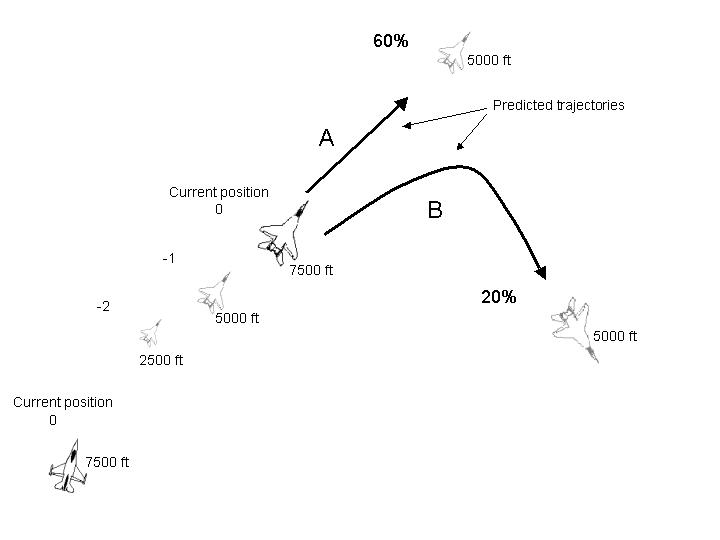 60%
5000 ft
Predicted trajectories
A
Current position
0
B
-1
7500 ft
20%
-2
5000 ft
5000 ft
2500 ft
Current position
0
7500 ft